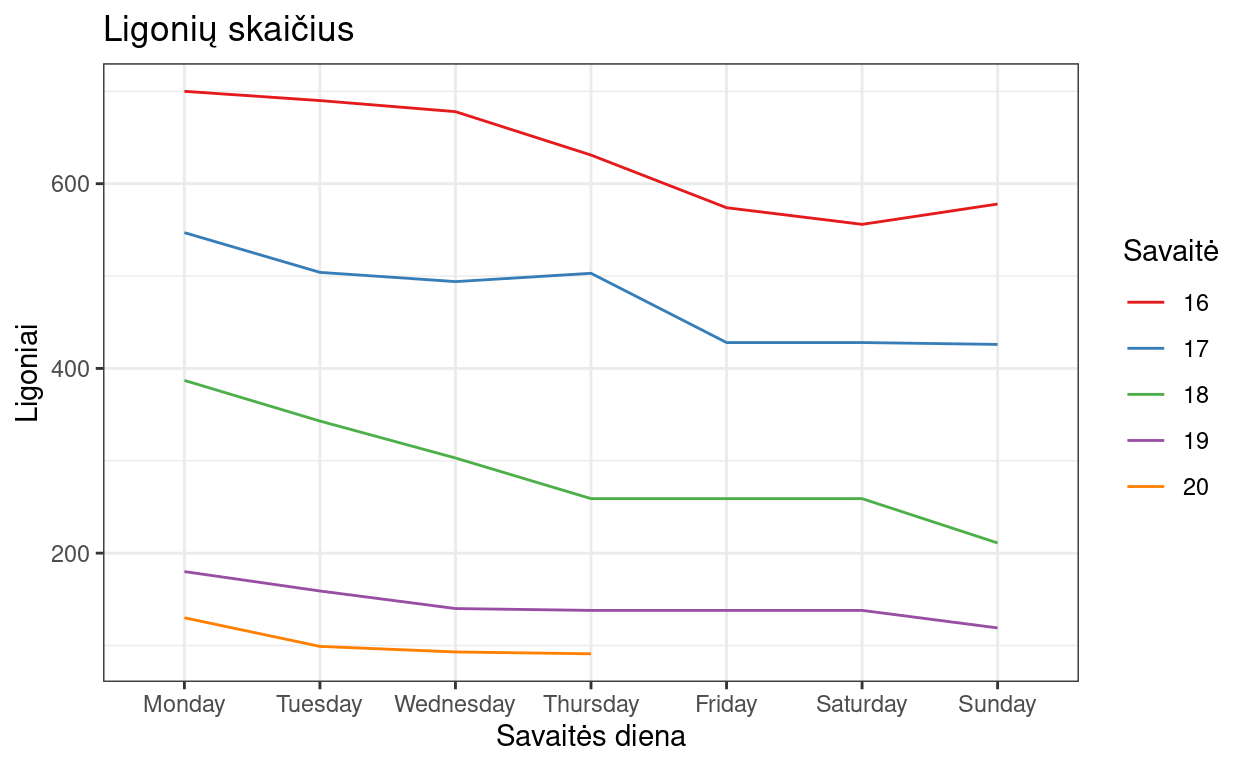 Ligonių skaičius
Ligoniai
600
400
200
Monday Tuesday Wednesday Thursday Friday Saturday Sunday
Savaitės diena
Savaitė
16
17
18
19
20